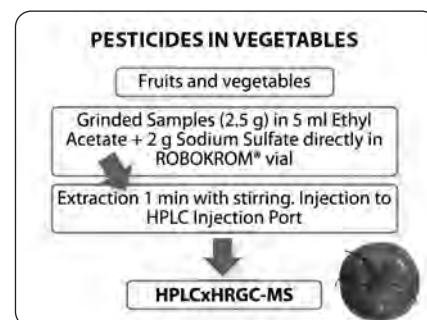 PESTICIDES IN VEGETABLES
Fruits and vegetables
Grinded Samples (2.5 g) in 5 ml Ethyl
Acetate + 2 g Sodium Sulfate directly in
ROBOKROM® vial
Extraction 1 min with stirring. Injection to
HPLC Injection Port
HPLCxHRGC-MS